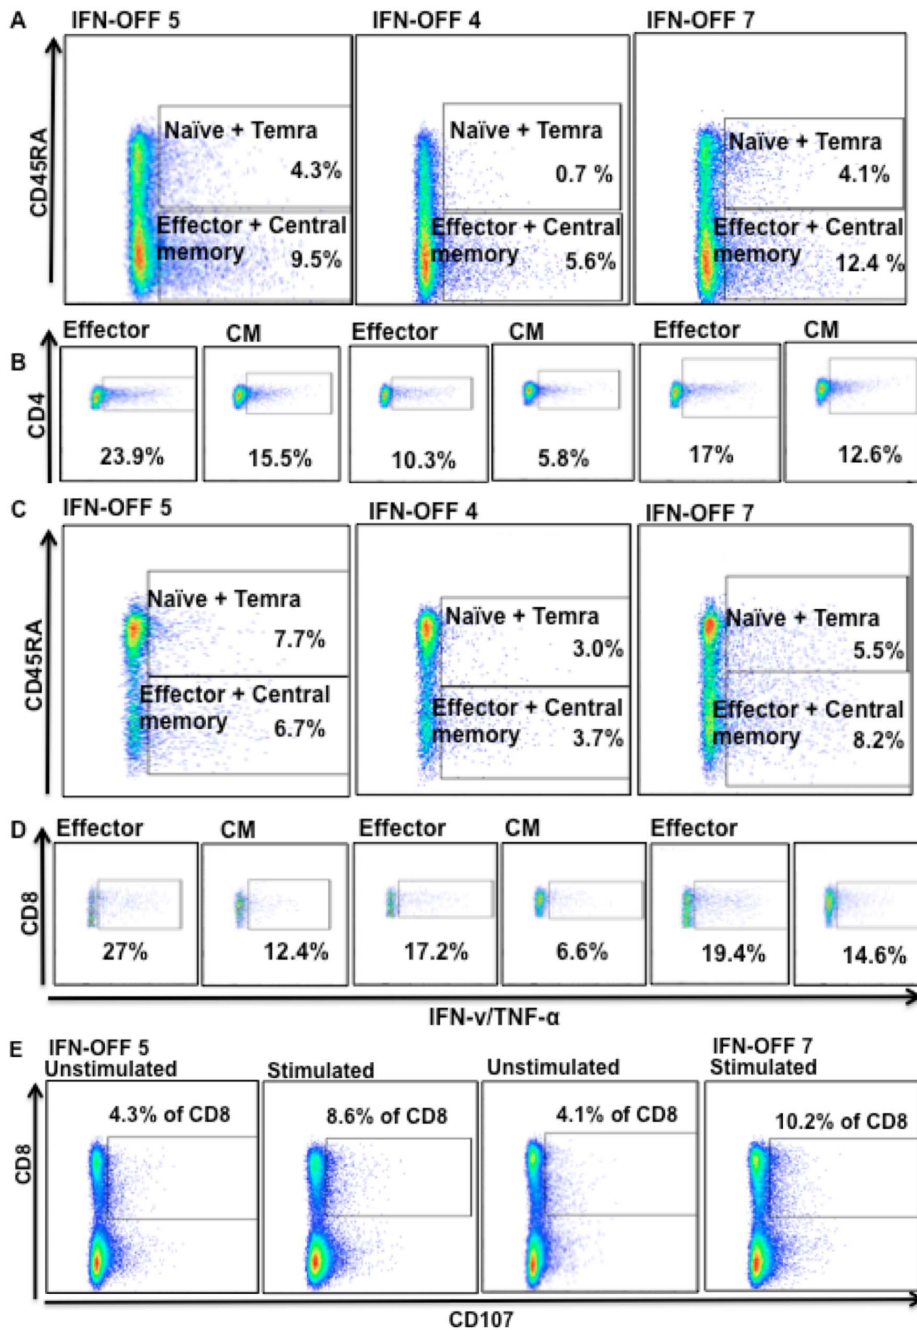 A
IFN-OFF 5
IFN-OFF 4
IFN-OFF 7
CD45RA
Naïve + Temra
4.3%
Effector + Central
memory
9.5%
Naïve + Temra
0.7 %
Effector + Central
memory
5.6%
Naïve + Temra
4.1%
Effector + Central
memory
12.4 %
B
CD4
Effector
CM
Effector
CM
Effector
CM
23.9%
15.5%
10.3%
5.8%
17%
12.6%
C
IFN-OFF 5
IFN-OFF 4
IFN-OFF 7
CD45RA
Naïve + Temra
7.7%
Effector + Central
memory
6.7%
Naïve + Temra
3.0%
Effector + Central
memory
3.7%
Naïve + Temra
5.5%
Effector + Central
memory
8.2%
D
CD8
Effector
CM
Effector
CM
Effector
27%
12.4%
17.2%
6.6%
19.4%
14.6%
IFN-v/TNF-α
E
IFN-OFF 5
Unstimulated
Stimulated
Unstimulated
IFN-OFF 7
Stimulated
CD8
4.3% of CD8
8.6% of CD8
4.1% of CD8
10.2% of CD8
CD107